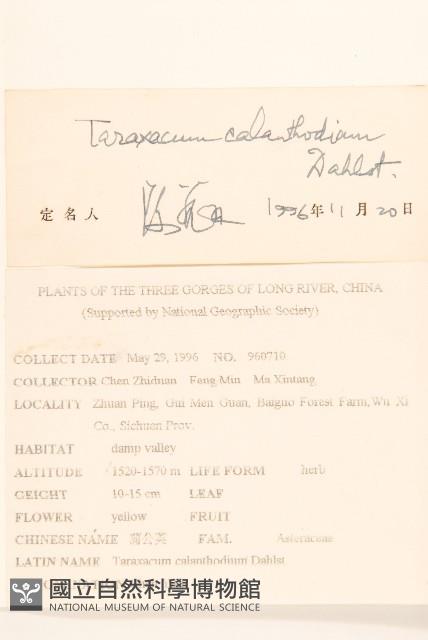 Taraxacum calanthodium
Dahlst.
定名人 1996年11月20日
PLANTS OF THE THREE GORGES OF LONG RIVER, CHINA
(Supported by National Geographic Society)
COLLECT DATE May 29, 1996 NO. 960710
COLLECTOR Chen Zhiduan Feng Min Ma Xintang
LOCALITY Zhuan Ping, Gui Men Guan, Baiguo Forest Farm, Wu Xi
Co., Sichuan Prov.
HABITAT damp valley
ALTITUDE 1520-1570 m LIFE FORM herb
GEIGHT 10-15 cm LEAF
FLOWER yellow FRUIT
CHINESE NAME 蒲公英 FAM. Asteraceae
LATIN NAME Taraxacum calanthodium Dahlst
國立自然科學博物館
NATIONAL MUSEUM OF NATURAL SCIENCE